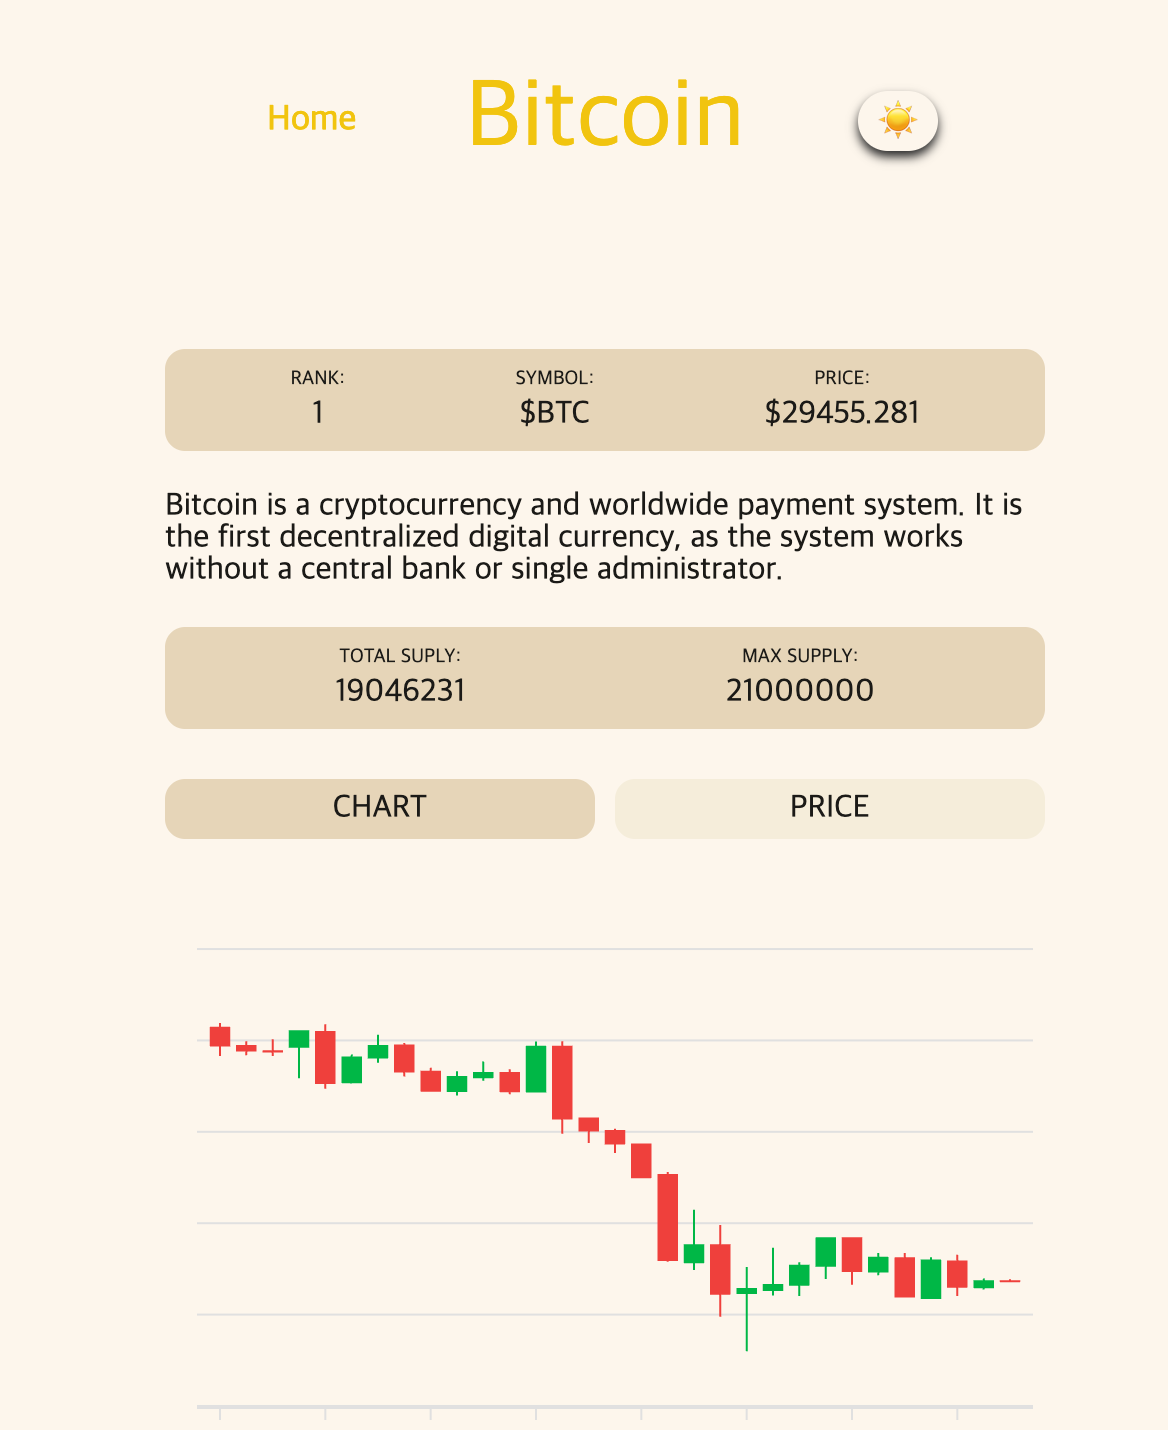 Home
Bitcoin
RANK:
SYMBOL:
PRICE:
1
$BTC
$29455.281
Bitcoin is a cryptocurrency and worldwide payment system. It is
the first decentralized digital currency, as the system works
without a central bank or single administrator.
TOTAL SUPLY:
MAX SUPPLY:
19046231
21000000
CHART
PRICE